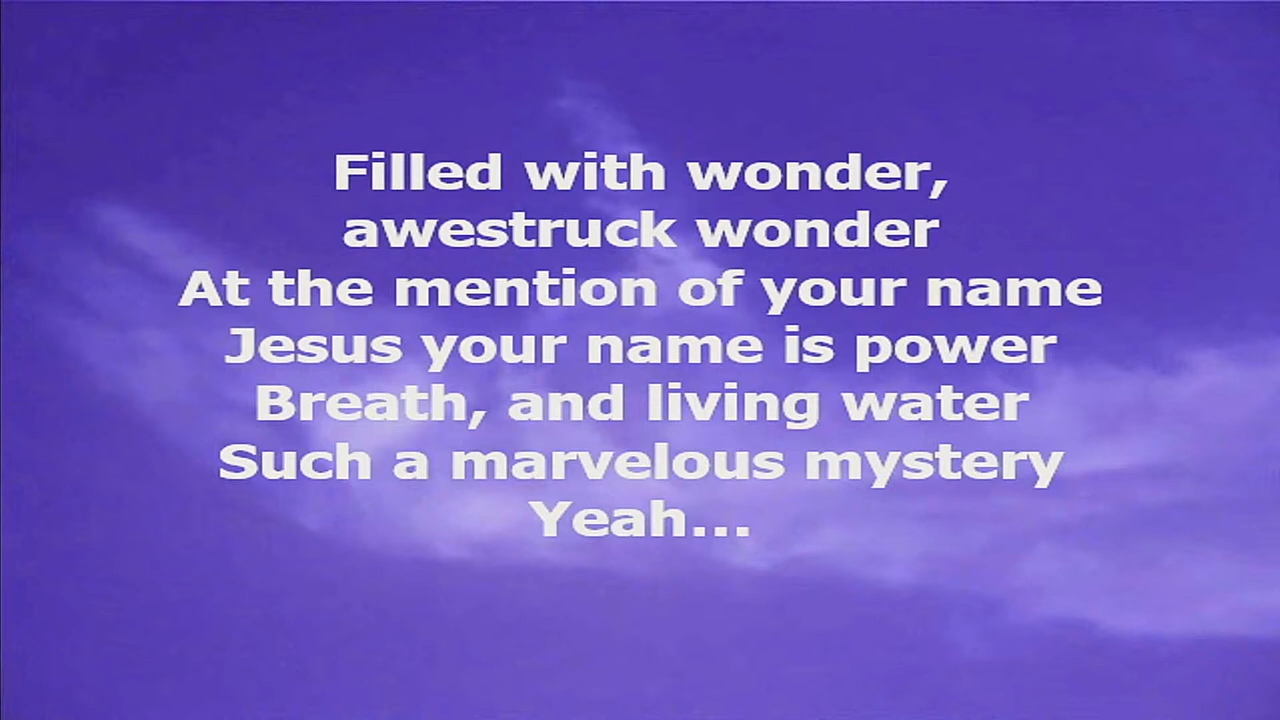 Filled with wonder,
awestruck wonder
At the mention of your name
Jesus your name is power
Breath, and living water
Such a marvelous mystery
Yeah...